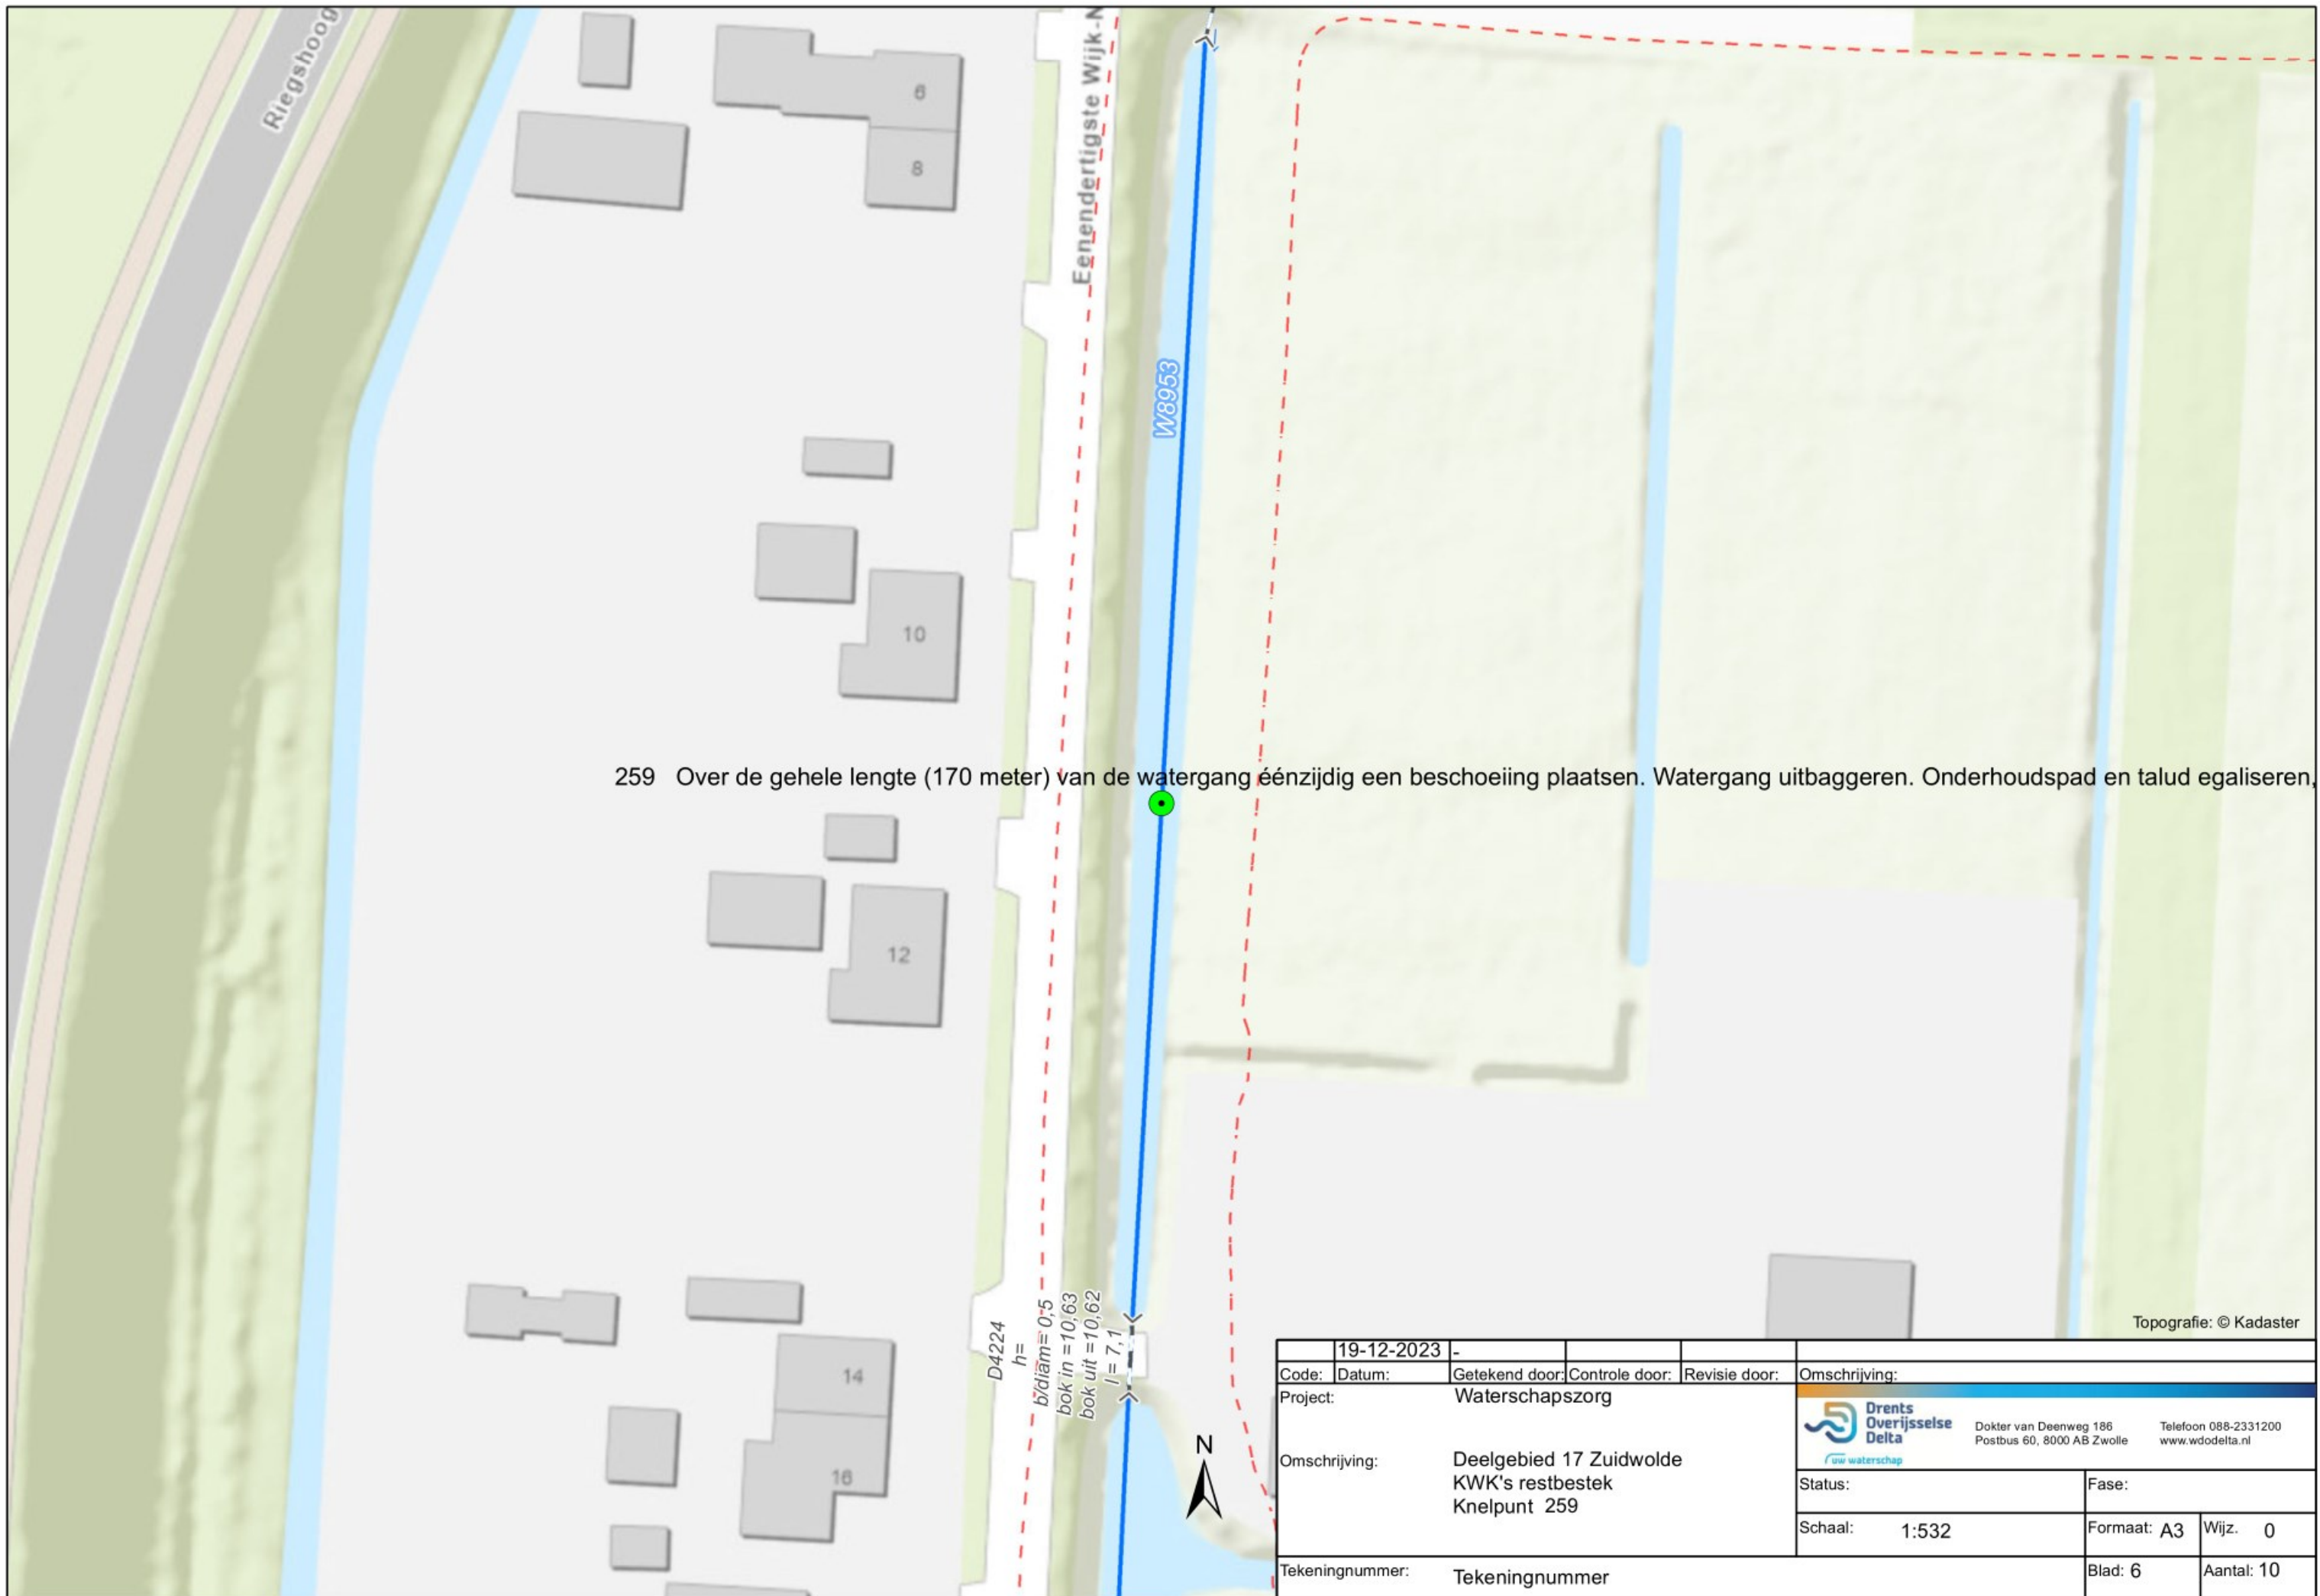 Riegshoog
Eenendertigste Wijk-N
6
8
W8953
10
259 Over de gehele lengte (170 meter) van de watergang éénzijdig een beschoeiing plaatsen. Watergang uitbaggeren. Onderhoudspad en talud egaliseren,
12
D4224
h=
b/diam= 0,5
bok in =10,63
bok uit =10,62
l = 7,1
14
16
N
Topografie: © Kadaster
19-12-2023 -
Code: Datum: Getekend door: Controle door: Revisie door: Omschrijving:
Project: Waterschapszorg
Omschrijving: Deelgebied 17 Zuidwolde
KWK's restbestek
Knelpunt 259
Drents
Overijsselse
Delta
uw waterschap
Dokter van Deenweg 186
Postbus 60, 8000 AB Zwolle
Telefoon 088-2331200
www.wdodelta.nl
Status: Fase:
Schaal: 1:532 Formaat: A3 Wijz. 0
Tekeningnummer: Tekeningnummer Blad: 6 Aantal: 10